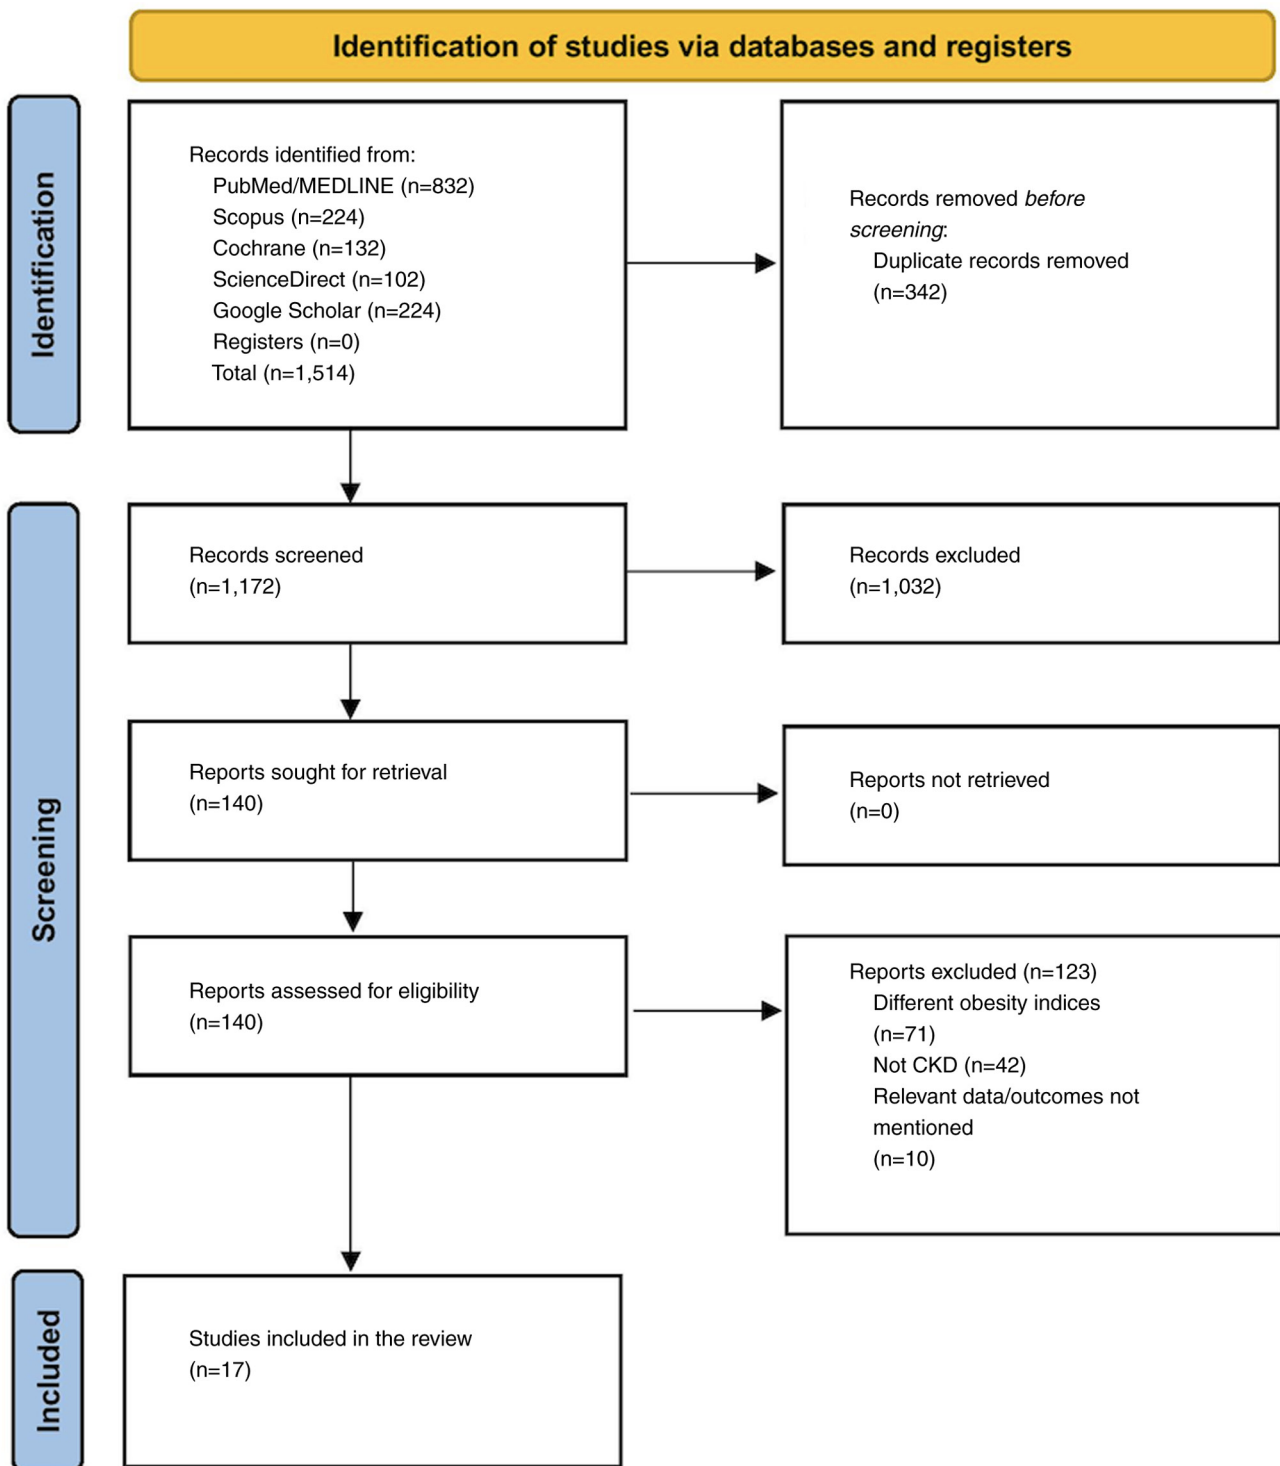 Identification of studies via databases and registers
Identification
Records identified from:
PubMed/MEDLINE (n=832)
Scopus (n=224)
Cochrane (n=132)
ScienceDirect (n=102)
Google Scholar (n=224)
Registers (n=0)
Total (n=1,514)
Records removed before
screening:
Duplicate records removed
(n=342)
Screening
Records screened
(n=1,172)
Records excluded
(n=1,032)
Reports sought for retrieval
(n=140)
Reports not retrieved
(n=0)
Reports assessed for eligibility
(n=140)
Reports excluded (n=123)
Different obesity indices
(n=71)
Not CKD (n=42)
Relevant data/outcomes not
mentioned
(n=10)
Included
Studies included in the review
(n=17)